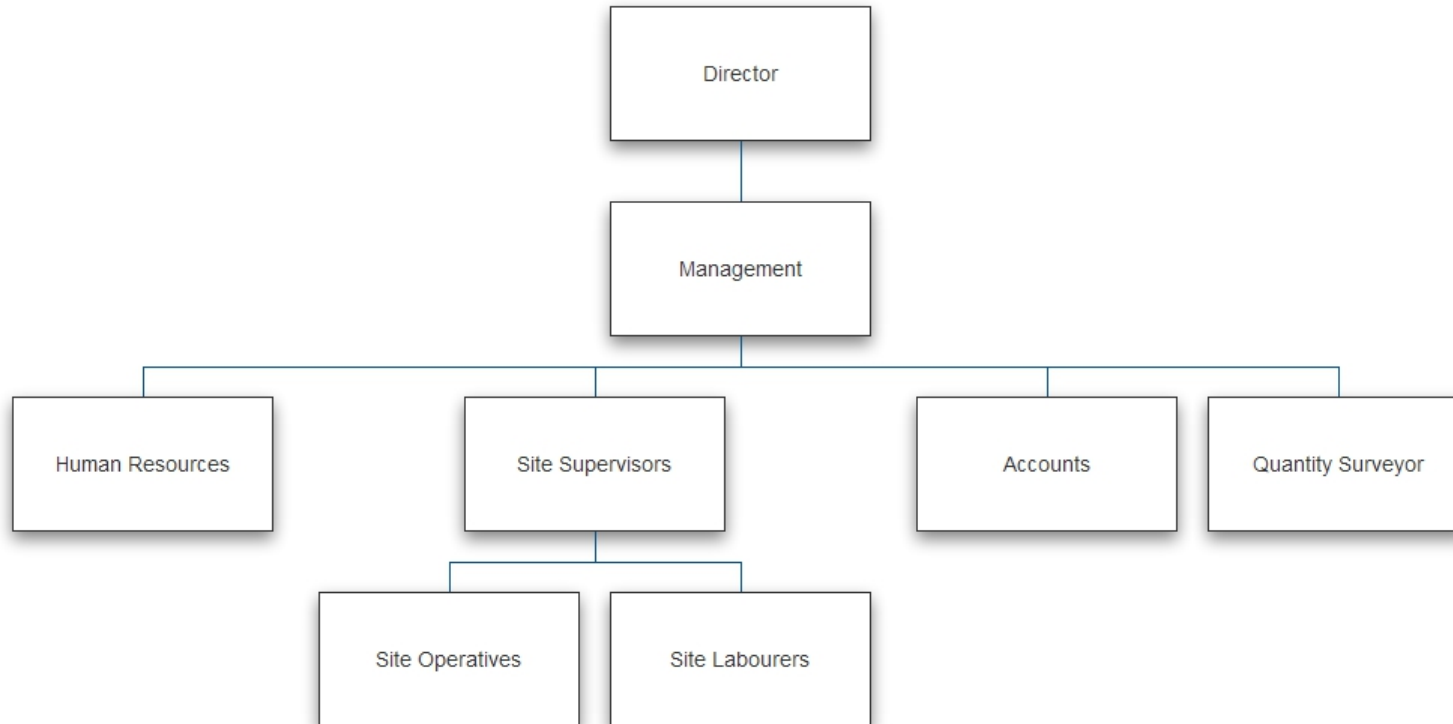 Director
Management
Human Resources
Site Supervisors
Accounts
Quantity Surveyor
Site Operatives
Site Labourers